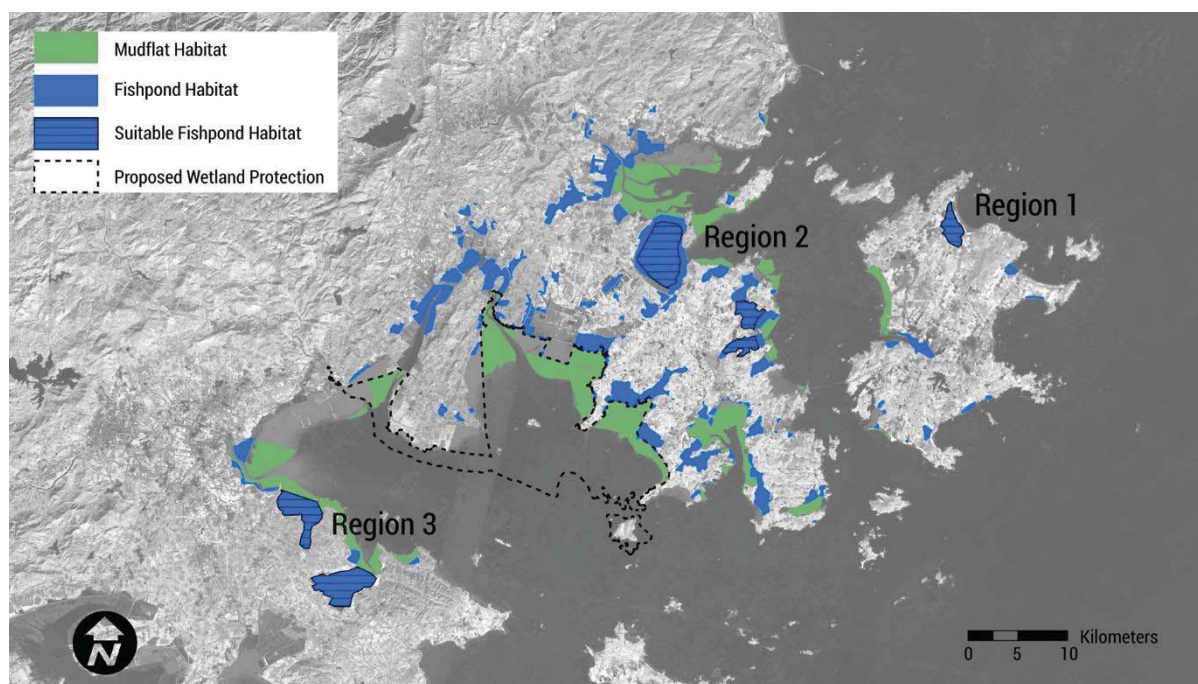 Mudflat Habitat
Fishpond Habitat
Suitable Fishpond Habitat
Proposed Wetland Protection
Region 1
Region 2
Region 3
N
Kilometers
0 5 10